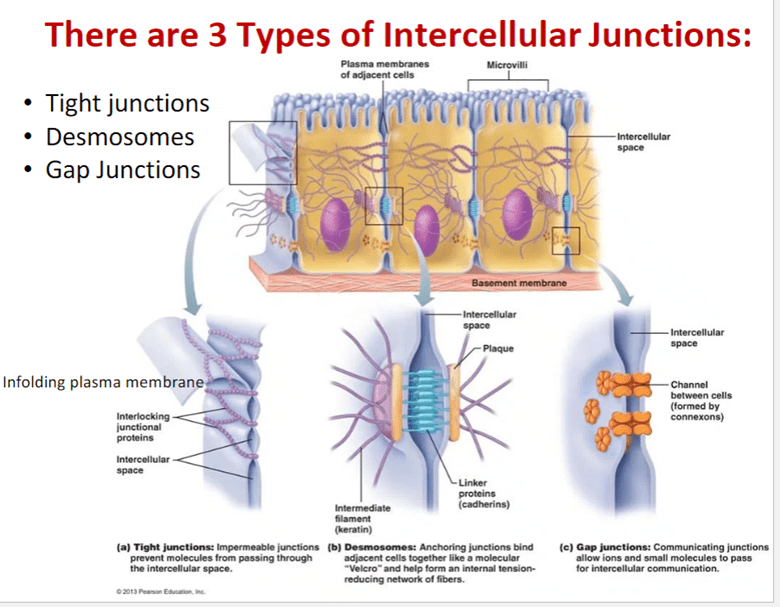 There are 3 Types of Intercellular Junctions:
• Tight junctions
• Desmosomes
• Gap Junctions
Plasma membranes
of adjacent cells
Microvilli
Intercellular
space
Basement membrane
Infolding plasma membrane
Interlocking
junctional
proteins
Intercellular
space
Intercellular
space
Plaque
Linker
proteins
(cadherins)
Intermediate
filament
(keratin)
Intercellular
space
Channel
between cells
(formed by
connexons)
(a) Tight junctions: Impermeable junctions
prevent molecules from passing through
the intercellular space.
(b) Desmosomes: Anchoring junctions bind
adjacent cells together like a molecular
"Velcro" and help form an internal tension-
reducing network of fibers.
(c) Gap junctions: Communicating junctions
allow ions and small molecules to pass
for intercellular communication.
© 2013 Pearson Education, Inc.